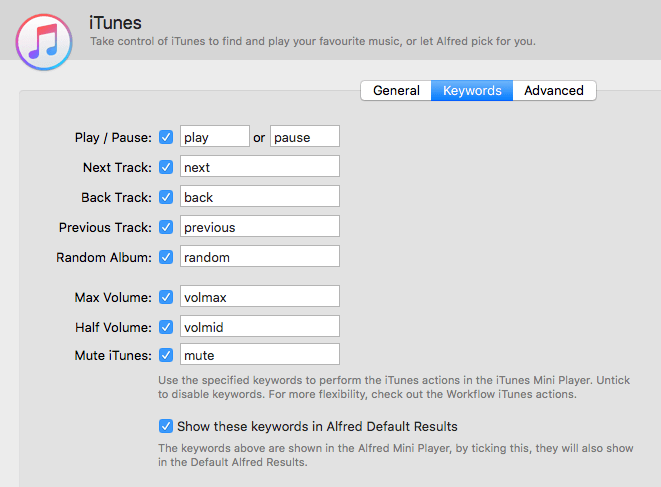 iTunes
Take control of iTunes to find and play your favourite music, or let Alfred pick for you.
General Keywords Advanced
Play / Pause: play or pause
Next Track: next
Back Track: back
Previous Track: previous
Random Album: random
Max Volume: volmax
Half Volume: volmid
Mute iTunes: mute
Use the specified keywords to perform the iTunes actions in the iTunes Mini Player. Untick
to disable keywords. For more flexibility, check out the Workflow iTunes actions.
Show these keywords in Alfred Default Results
The keywords above are shown in the Alfred Mini Player, by ticking this, they will also show
in the Default Alfred Results.